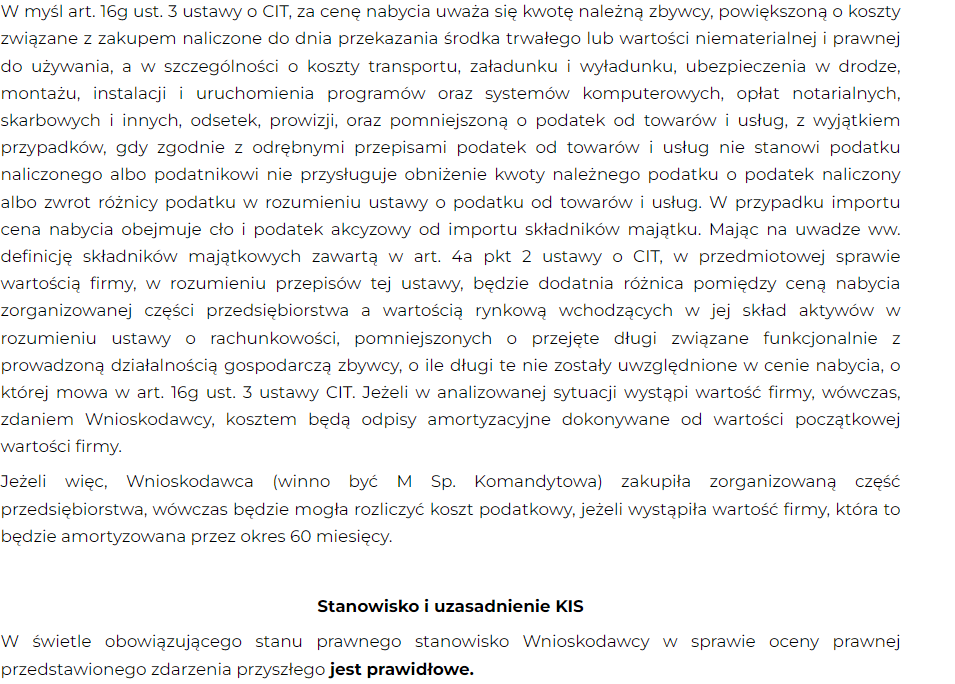 W myśl art. 16g ust. 3 ustawy o CIT, za cenę nabycia uważa się kwotę należną zbywcy, powiększoną o koszty
związane z zakupem naliczone do dnia przekazania środka trwałego lub wartości niematerialnej i prawnej
do używania, a w szczególności o koszty transportu, załadunku i wyładunku, ubezpieczenia w drodze,
montażu, instalacji i uruchomienia programów oraz systemów komputerowych, opłat notarialnych,
skarbowych i innych, odsetek, prowizji, oraz pomniejszoną o podatek od towarów i usług, z wyjątkiem
przypadków, gdy zgodnie z odrębnymi przepisami podatek od towarów i usług nie stanowi podatku
naliczonego albo podatnikowi nie przysługuje obniżenie kwoty należnego podatku o podatek naliczony
albo zwrot różnicy podatku w rozumieniu ustawy o podatku od towarów i usług. W przypadku importu
cena nabycia obejmuje cło i podatek akcyzowy od importu składników majątku. Mając na uwadze ww.
definicję składników majątkowych zawartą w art. 4a pkt 2 ustawy o CIT, w przedmiotowej sprawie
wartością firmy, w rozumieniu przepisów tej ustawy, będzie dodatnia różnica pomiędzy ceną nabycia
zorganizowanej części przedsiębiorstwa a wartością rynkową wchodzących w jej skład aktywów w
rozumieniu ustawy o rachunkowości, pomniejszonych o przejęte długi związane funkcjonalnie z
prowadzoną działalnością gospodarczą zbywcy, o ile długi te nie zostały uwzględnione w cenie nabycia, o
której mowa w art. 16g ust. 3 ustawy CIT. Jeżeli w analizowanej sytuacji wystąpi wartość firmy, wówczas,
zdaniem Wnioskodawcy, kosztem będą odpisy amortyzacyjne dokonywane od wartości początkowej
wartości firmy.
Jeżeli więc, Wnioskodawca (winno być M Sp. Komandytowa) zakupiła zorganizowaną część
przedsiębiorstwa, wówczas będzie mogła rozliczyć koszt podatkowy, jeżeli wystąpiła wartość firmy, która to
będzie amortyzowana przez okres 60 miesięcy.
Stanowisko i uzasadnienie KIS
W świetle obowiązującego stanu prawnego stanowisko Wnioskodawcy w sprawie oceny prawnej
przedstawionego zdarzenia przyszłego jest prawidłowe.